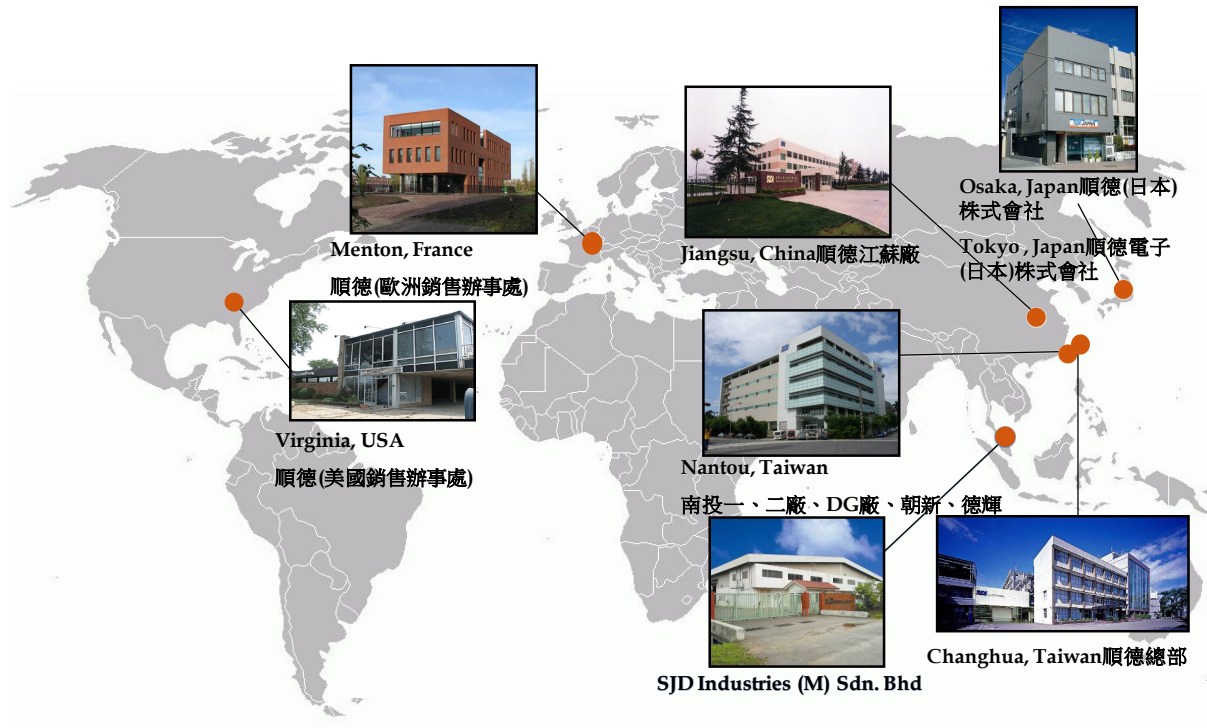 Menton, France
順德(歐洲銷售辦事處)
Virginia, USA
順德(美國銷售辦事處)
Jiangsu, China順德江蘇廠
Osaka, Japan順德(日本)
株式會社
Tokyo , Japan順德電子
(日本)株式會社
Nantou, Taiwan
南投一、二廠、DG廠、朝新、德輝
SJD Industries (M) Sdn. Bhd
Changhua, Taiwan順德總部
JAPAN